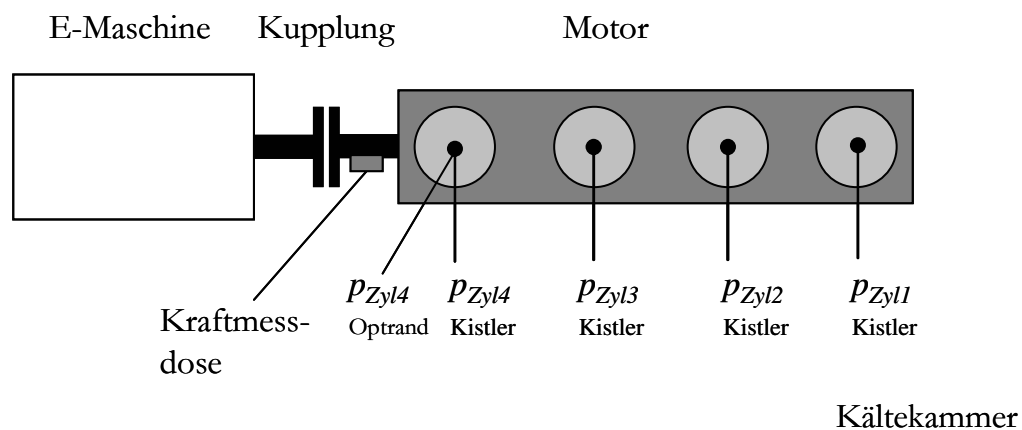 E-Maschine Kupplung Motor
p_Zyl4 p_Zyl4 p_Zyl3 p_Zyl2 p_Zyl1
Optrand Kistler Kistler Kistler Kistler
Kraftmess-
dose
Kältekammer